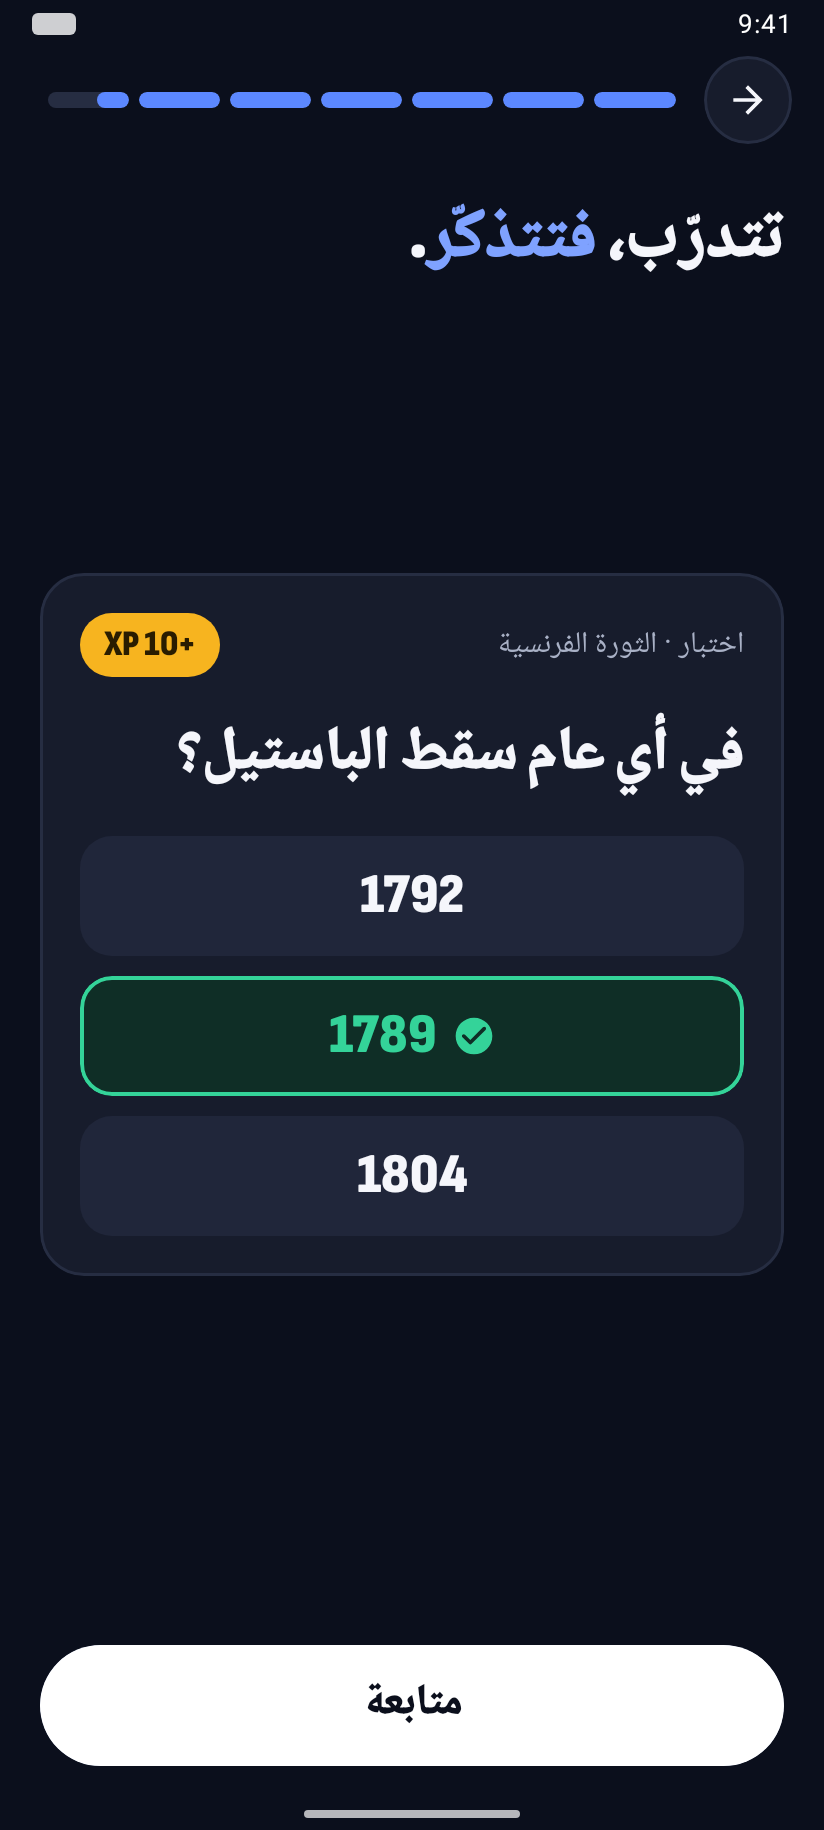 9:41
تتدرّب، فتتذكّر.
اختبار · الثورة الفرنسية
XP 10+
في أي عام سقط الباستيل؟
1792
1789
1804
متابعة